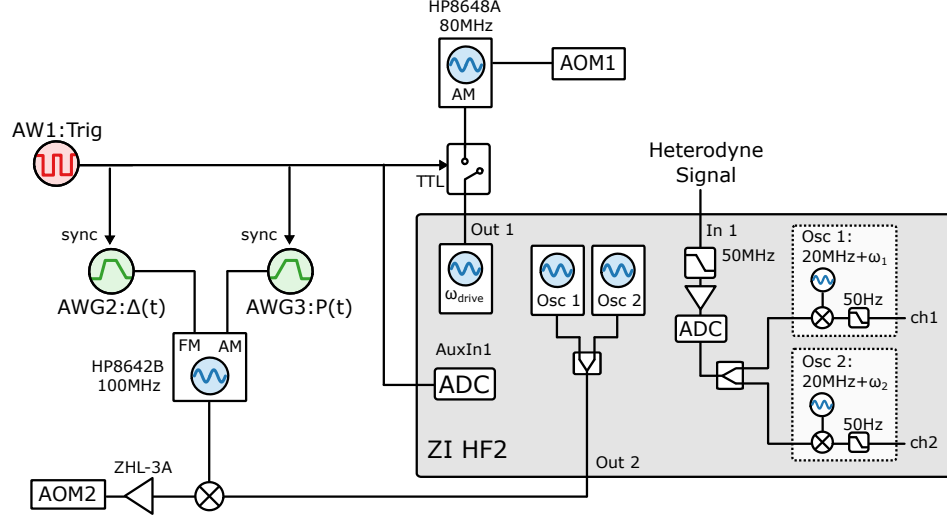 HP8648A
80MHz
AM
AOM1
AW1:Trig
TTL
sync
sync
AWG2:Δ(t)
AWG3:P(t)
FM
AM
HP8642B
100MHz
ZHL-3A
AOM2
Heterodyne
Signal
Out 1
In 1
ω_drive
Osc 1
Osc 2
50MHz
ADC
AuxIn1
ADC
ZI HF2
Out 2
Osc 1:
20MHz+ω₁
50Hz
ch1
Osc 2:
20MHz+ω₂
50Hz
ch2